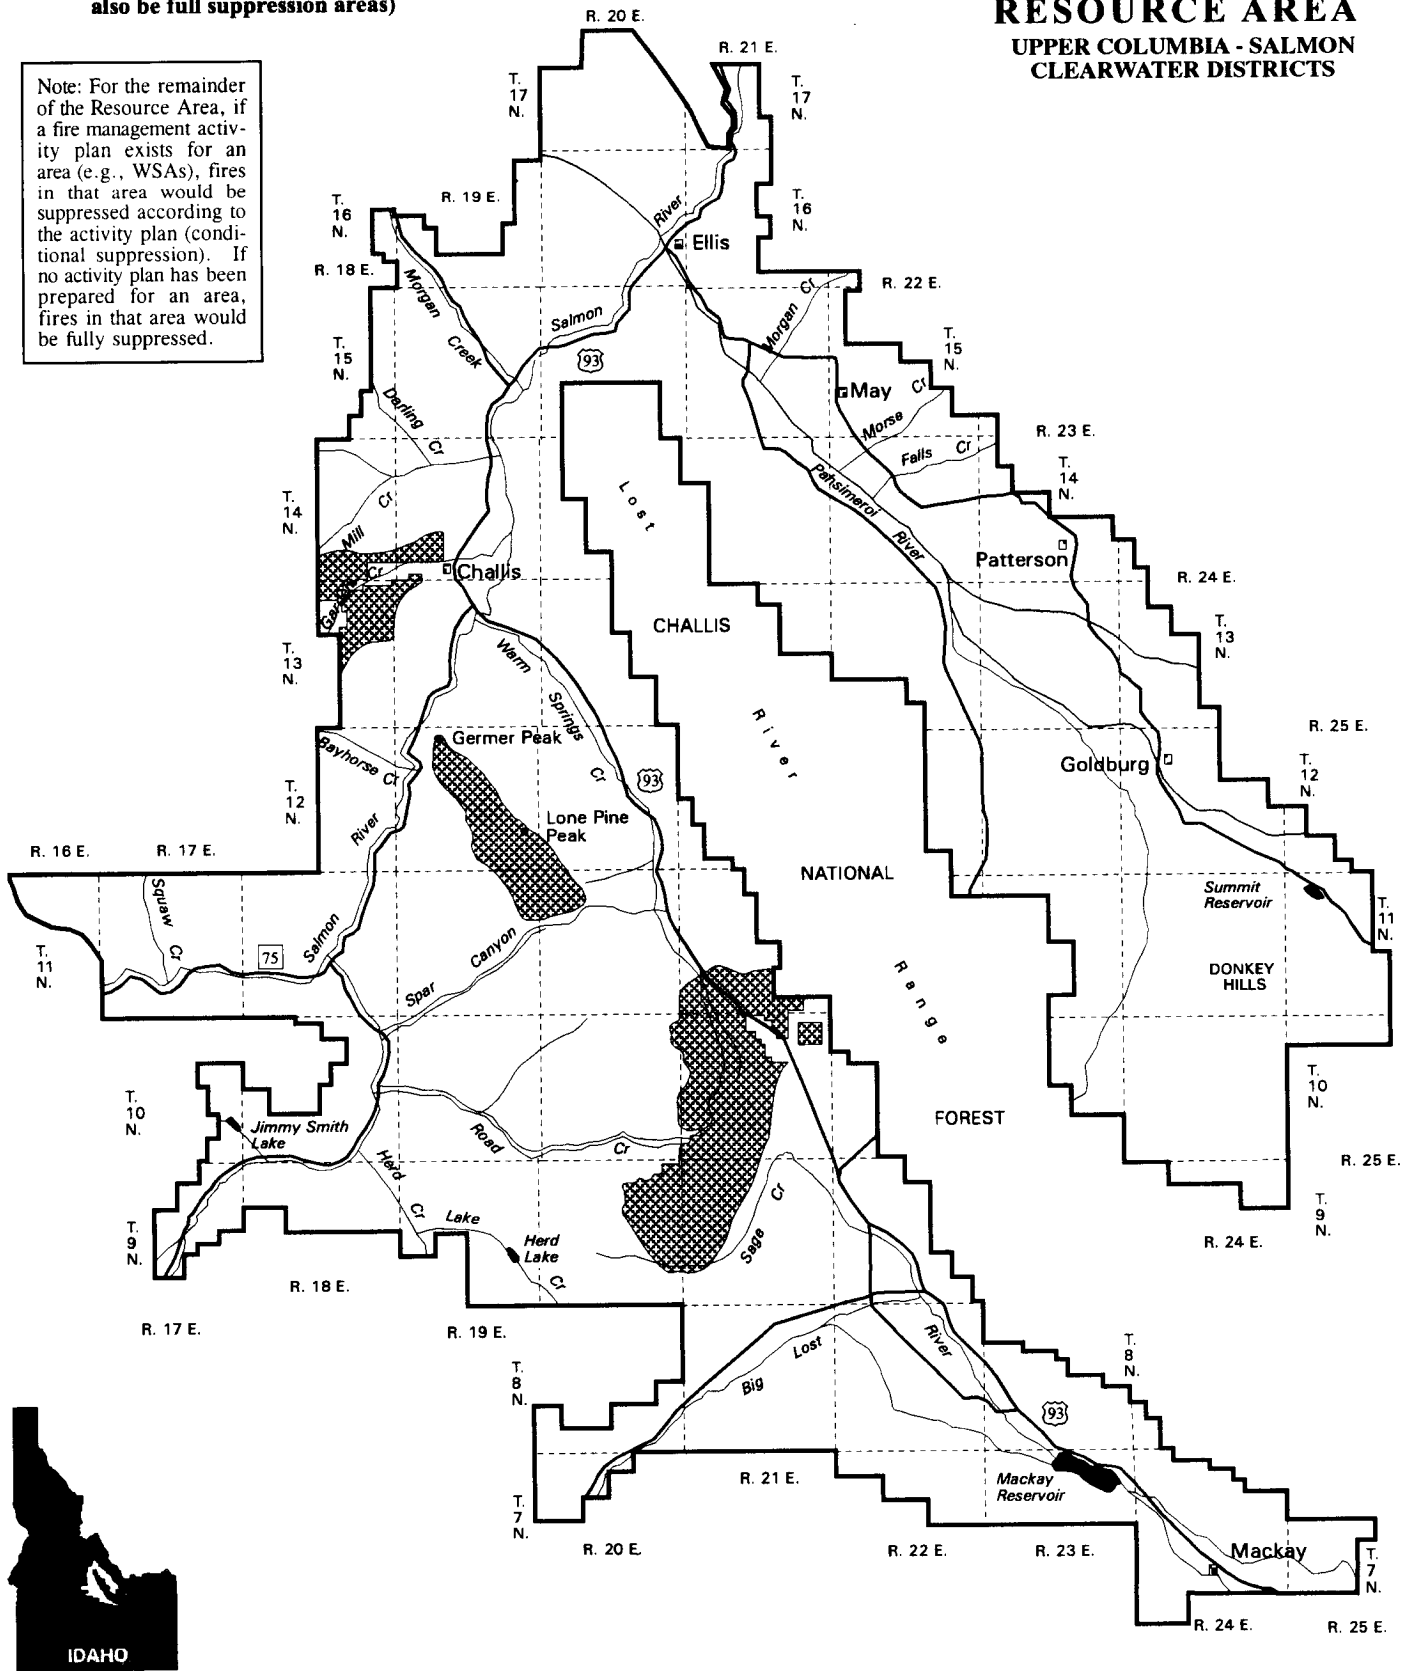 also be full suppression areas)
RESOURCE AREA
UPPER COLUMBIA - SALMON
CLEARWATER DISTRICTS
Note: For the remainder
of the Resource Area, if
a fire management activ-
ity plan exists for an
area (e.g., WSAs), fires
in that area would be
suppressed according to
the activity plan (condi-
tional suppression). If
no activity plan has been
prepared for an area,
fires in that area would
be fully suppressed.
R. 20 E.
R. 21 E.
T.
17
N.
T.
17
N.
R. 19 E.
T.
16
N.
T.
16
N.
River
Ellis
R. 18 E.
R. 22 E.
Morgan
Creek
Salmon
93
Morgan Cr
T.
15
N.
T.
15
N.
May
Darling
Cr
Morse Cr
Falls Cr
R. 23 E.
T.
14
N.
T.
14
N.
Lost
Pahsimeroi
River
Mill Cr
Patterson
Challis
Cr
R. 24 E.
CHALLIS
T.
13
N.
T.
13
N.
Warm
Springs
Cr
River
Germer Peak
Bayhorse Cr
R. 25 E.
Goldburg
93
T.
12
N.
T.
12
N.
Lone Pine
Peak
River
R. 16 E.
R. 17 E.
NATIONAL
Squaw
Cr
Summit
Reservoir
T.
11
N.
T.
11
N.
75
Salmon
Canyon
Spar
Range
DONKEY
HILLS
T.
10
N.
T.
10
N.
Jimmy Smith
Lake
FOREST
Road
Cr
Herd
Cr
R. 25 E.
Lake
Herd
Lake
Cr
Sage
Cr
T.
9
N.
T.
9
N.
R. 24 E.
R. 18 E.
R. 17 E.
R. 19 E.
River
Lost
Big
T.
8
N.
T.
8
N.
93
R. 21 E.
Mackay
Reservoir
T.
7
N.
R. 20 E.
R. 22 E.
R. 23 E.
Mackay
T.
7
N.
R. 24 E.
R. 25 E.
IDAHO